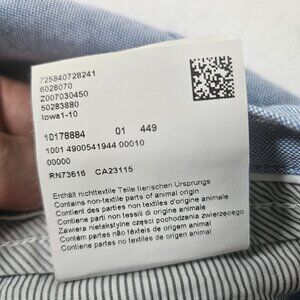 725840728241
6028070
Z007030450
50283880
Iowa1-10
10178884 01 449
1001 4900541944 00010
00000
RN73616 CA23115
Enthält nichttextile Teile tierischen Ursprungs
Contains non-textile parts of animal origin
Contient des parties non-textiles d'origine animale
Contiene parti non tessili di origine animale
Zawiera nietekstylne części pochodzenia zwierzęcego
Contém partes não têxteis de origem animal
Contiene partes no textiles de origen animal